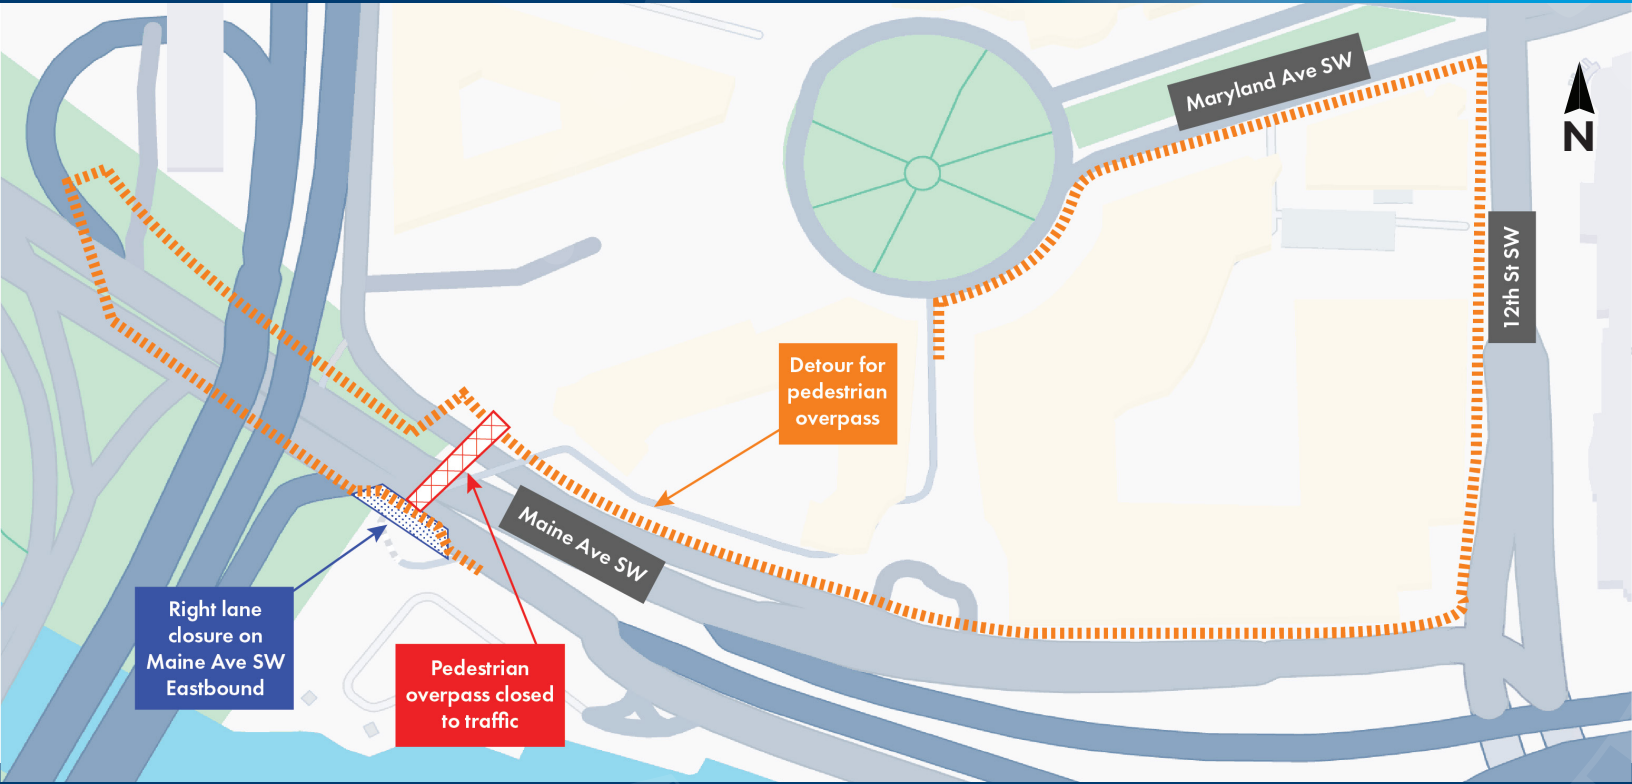 Maryland Ave SW
N
12th St SW
Detour for
pedestrian
overpass
Maine Ave SW
Right lane
closure on
Maine Ave SW
Eastbound
Pedestrian
overpass closed
to traffic